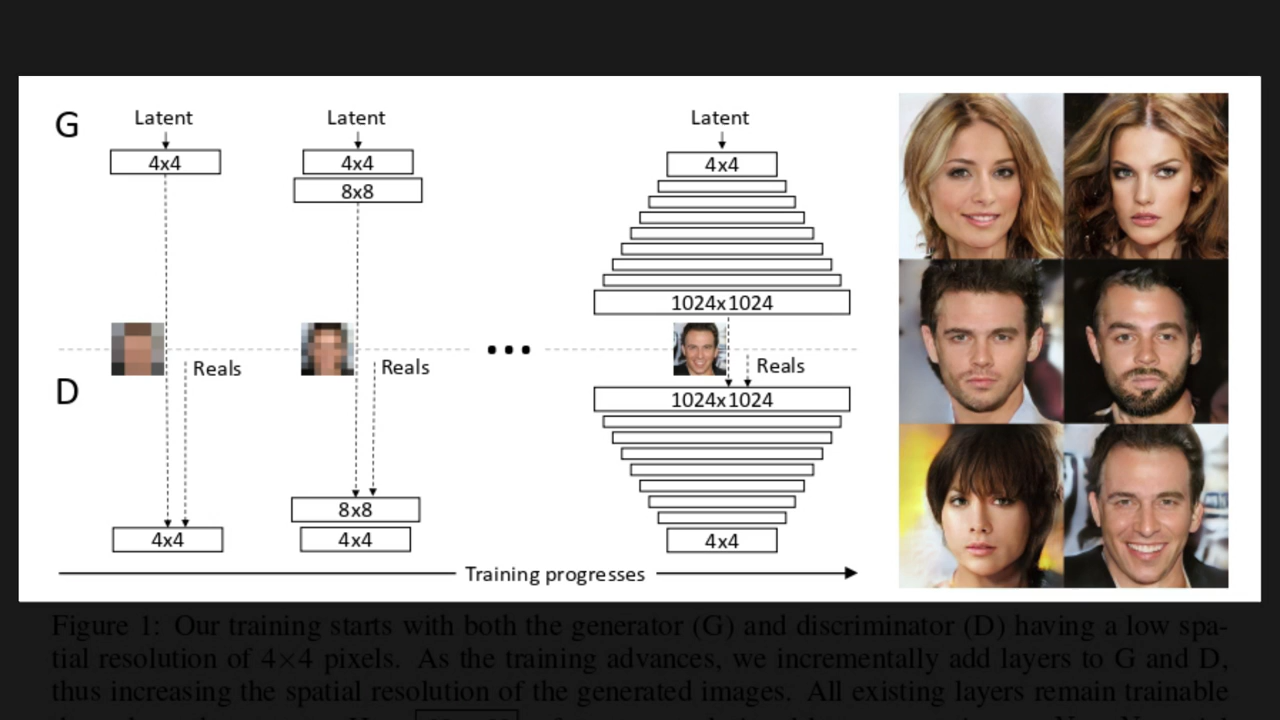 G
Latent
Latent
Latent
4x4
4x4
4x4
8x8
1024x1024
Reals
Reals
Reals
D
1024x1024
8x8
4x4
4x4
4x4
Training progresses
Figure 1: Our training starts with both the generator (G) and discriminator (D) having a low spa-
tial resolution of 4×4 pixels. As the training advances, we incrementally add layers to G and D,
thus increasing the spatial resolution of the generated images. All existing layers remain trainable